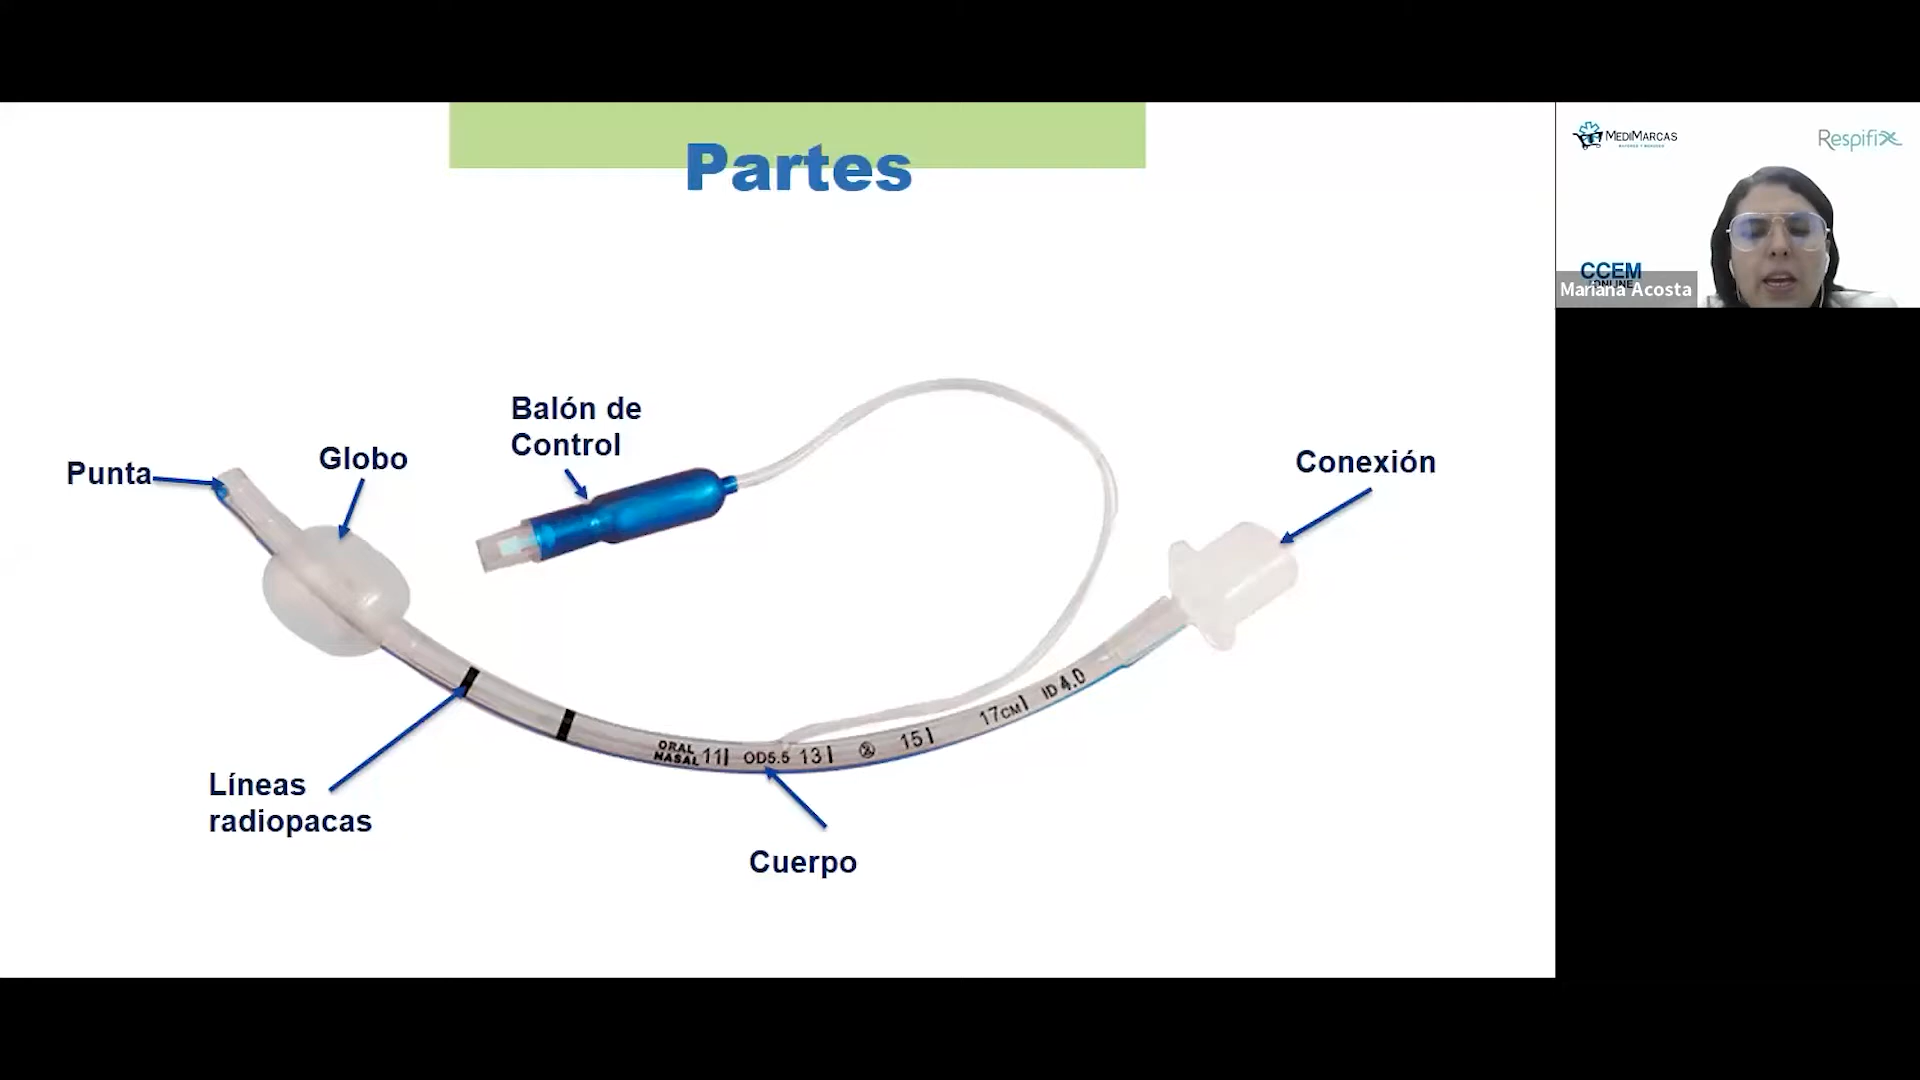 Partes
MEDIMARCAS
Respifix
CCEM
ONLINE
Mariana Acosta
Balón de
Control
Punta
Globo
Conexión
ID 4.0
17CM
15
ORAL
NASAL
11
OD5.5
13
Líneas
radiopacas
Cuerpo